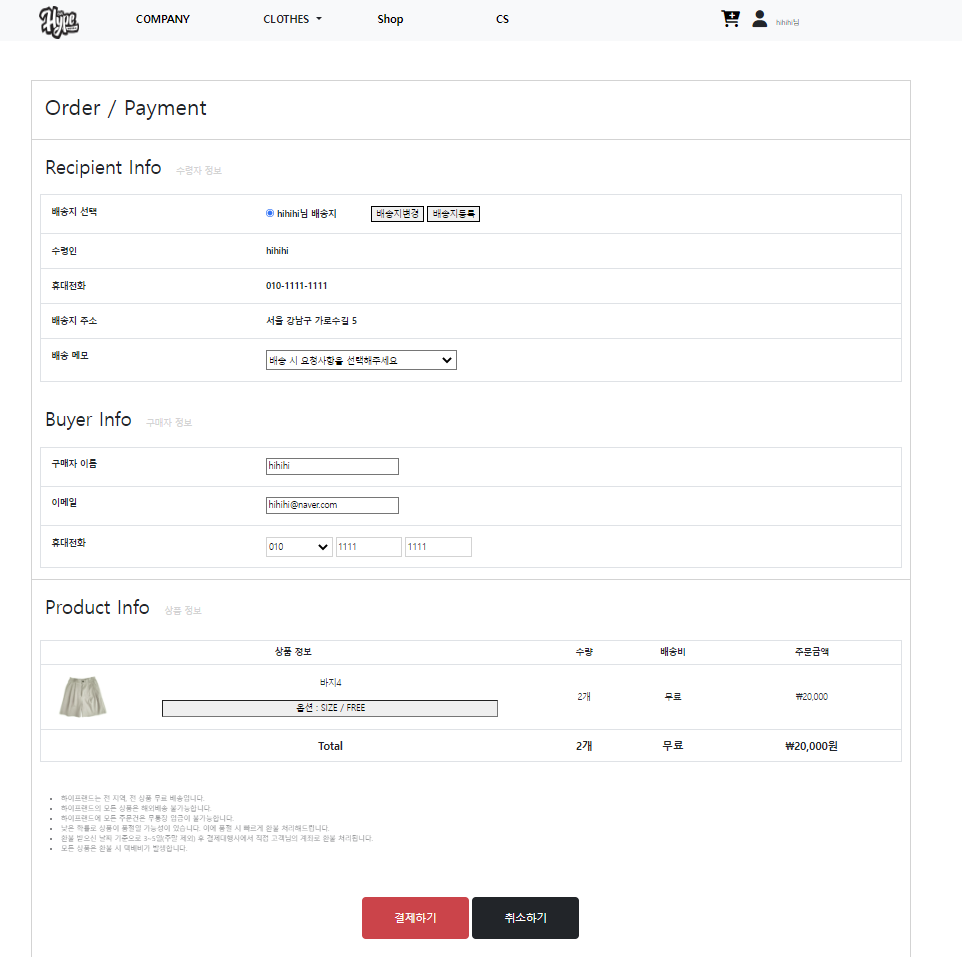 Hype
COMPANY CLOTHES Shop CS hihihi님
Order / Payment
Recipient Info 수령자 정보
배송지 선택 hihihi님 배송지 배송지변경 배송지등록
수령인 hihihi
휴대전화 010-1111-1111
배송지 주소 서울 강남구 가로수길 5
배송 메모 배송 시 요청사항을 선택해주세요
Buyer Info 구매자 정보
구매자 이름 hihihi
이메일 hihihi@naver.com
휴대전화 010 1111 1111
Product Info 상품 정보
상품 정보 수량 배송비 주문금액
바지4
옵션 : SIZE / FREE
2개 무료 ₩20,000
Total 2개 무료 ₩20,000원
하이프랜드는 전 지역, 전 상품 무료 배송입니다.
하이프랜드의 모든 상품은 해외배송 불가능합니다.
하이프랜드에 모든 주문건은 무통장 입금이 불가능합니다.
낮은 확률로 상품이 품절일 가능성이 있습니다. 이에 품절 시 빠르게 환불 처리해드립니다.
환불 받으신 날짜 기준으로 3~5일(주말 제외) 후 결제대행사에서 직접 고객님의 계좌로 환불 처리됩니다.
모든 상품은 환불 시 택배비가 발생합니다.
결제하기 취소하기